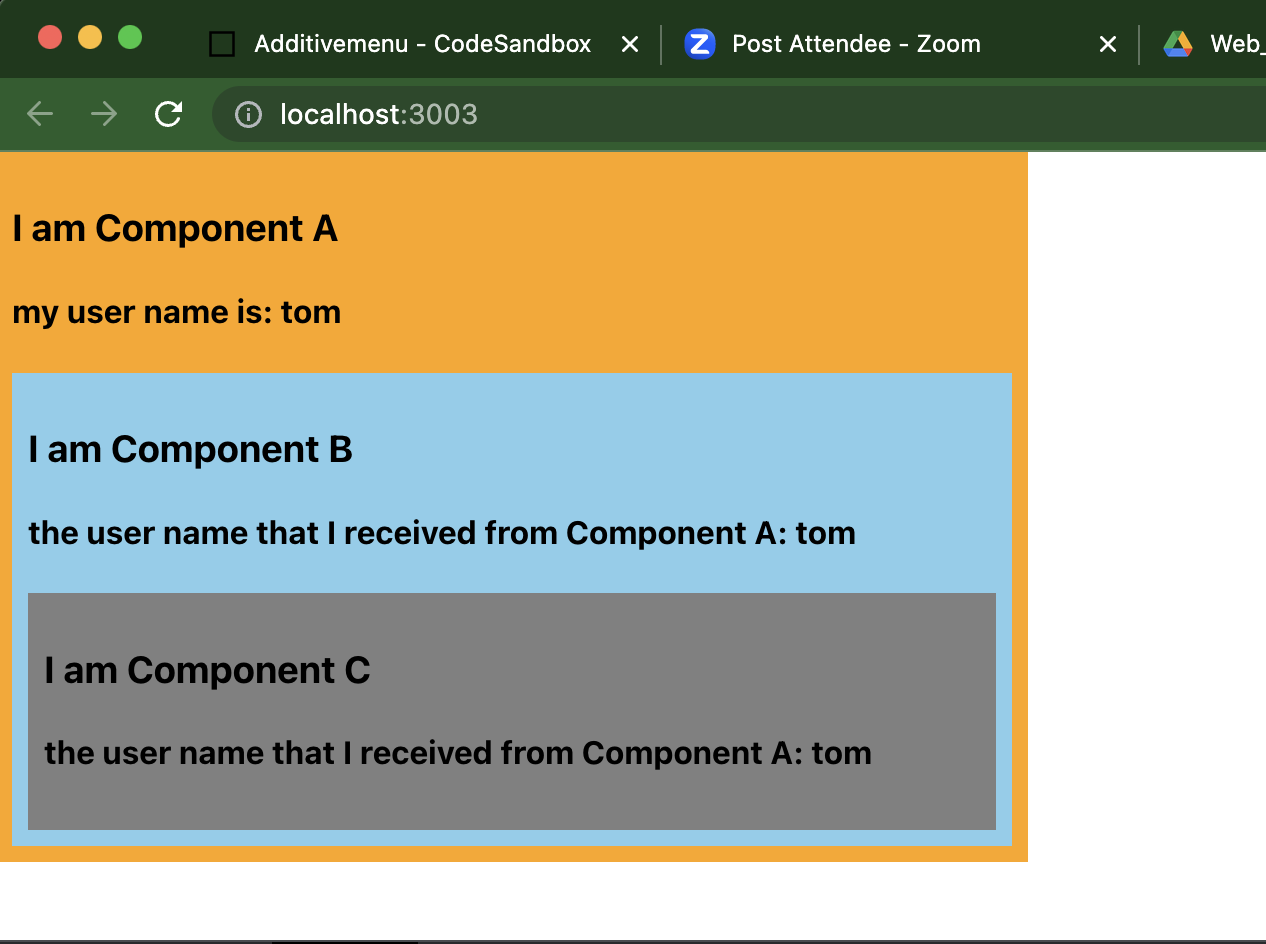 Additivemenu - CodeSandbox
Post Attendee - Zoom
Web_
localhost:3003
I am Component A
my user name is: tom
I am Component B
the user name that I received from Component A: tom
I am Component C
the user name that I received from Component A: tom